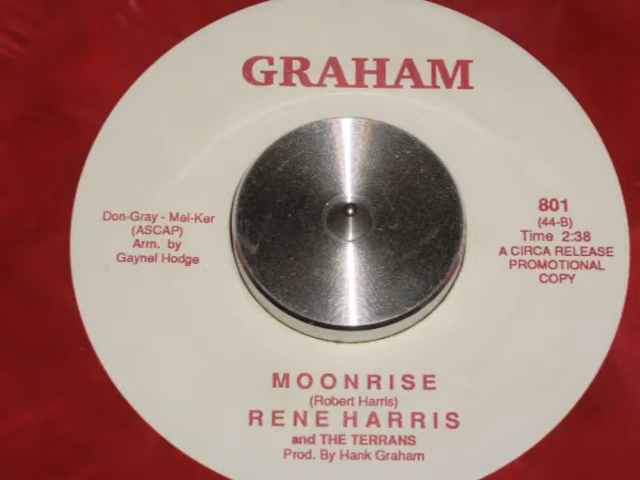 GRAHAM
Don-Gray - Mel-Ker
(ASCAP)
Arrn. by
Gaynel Hodge
801
(44-B)
Time 2:38
A CIRCA RELEASE
PROMOTIONAL
COPY
MOONRISE
(Robert Harris)
RENE HARRIS
and THE TERRANS
Prod. By Hank Graham